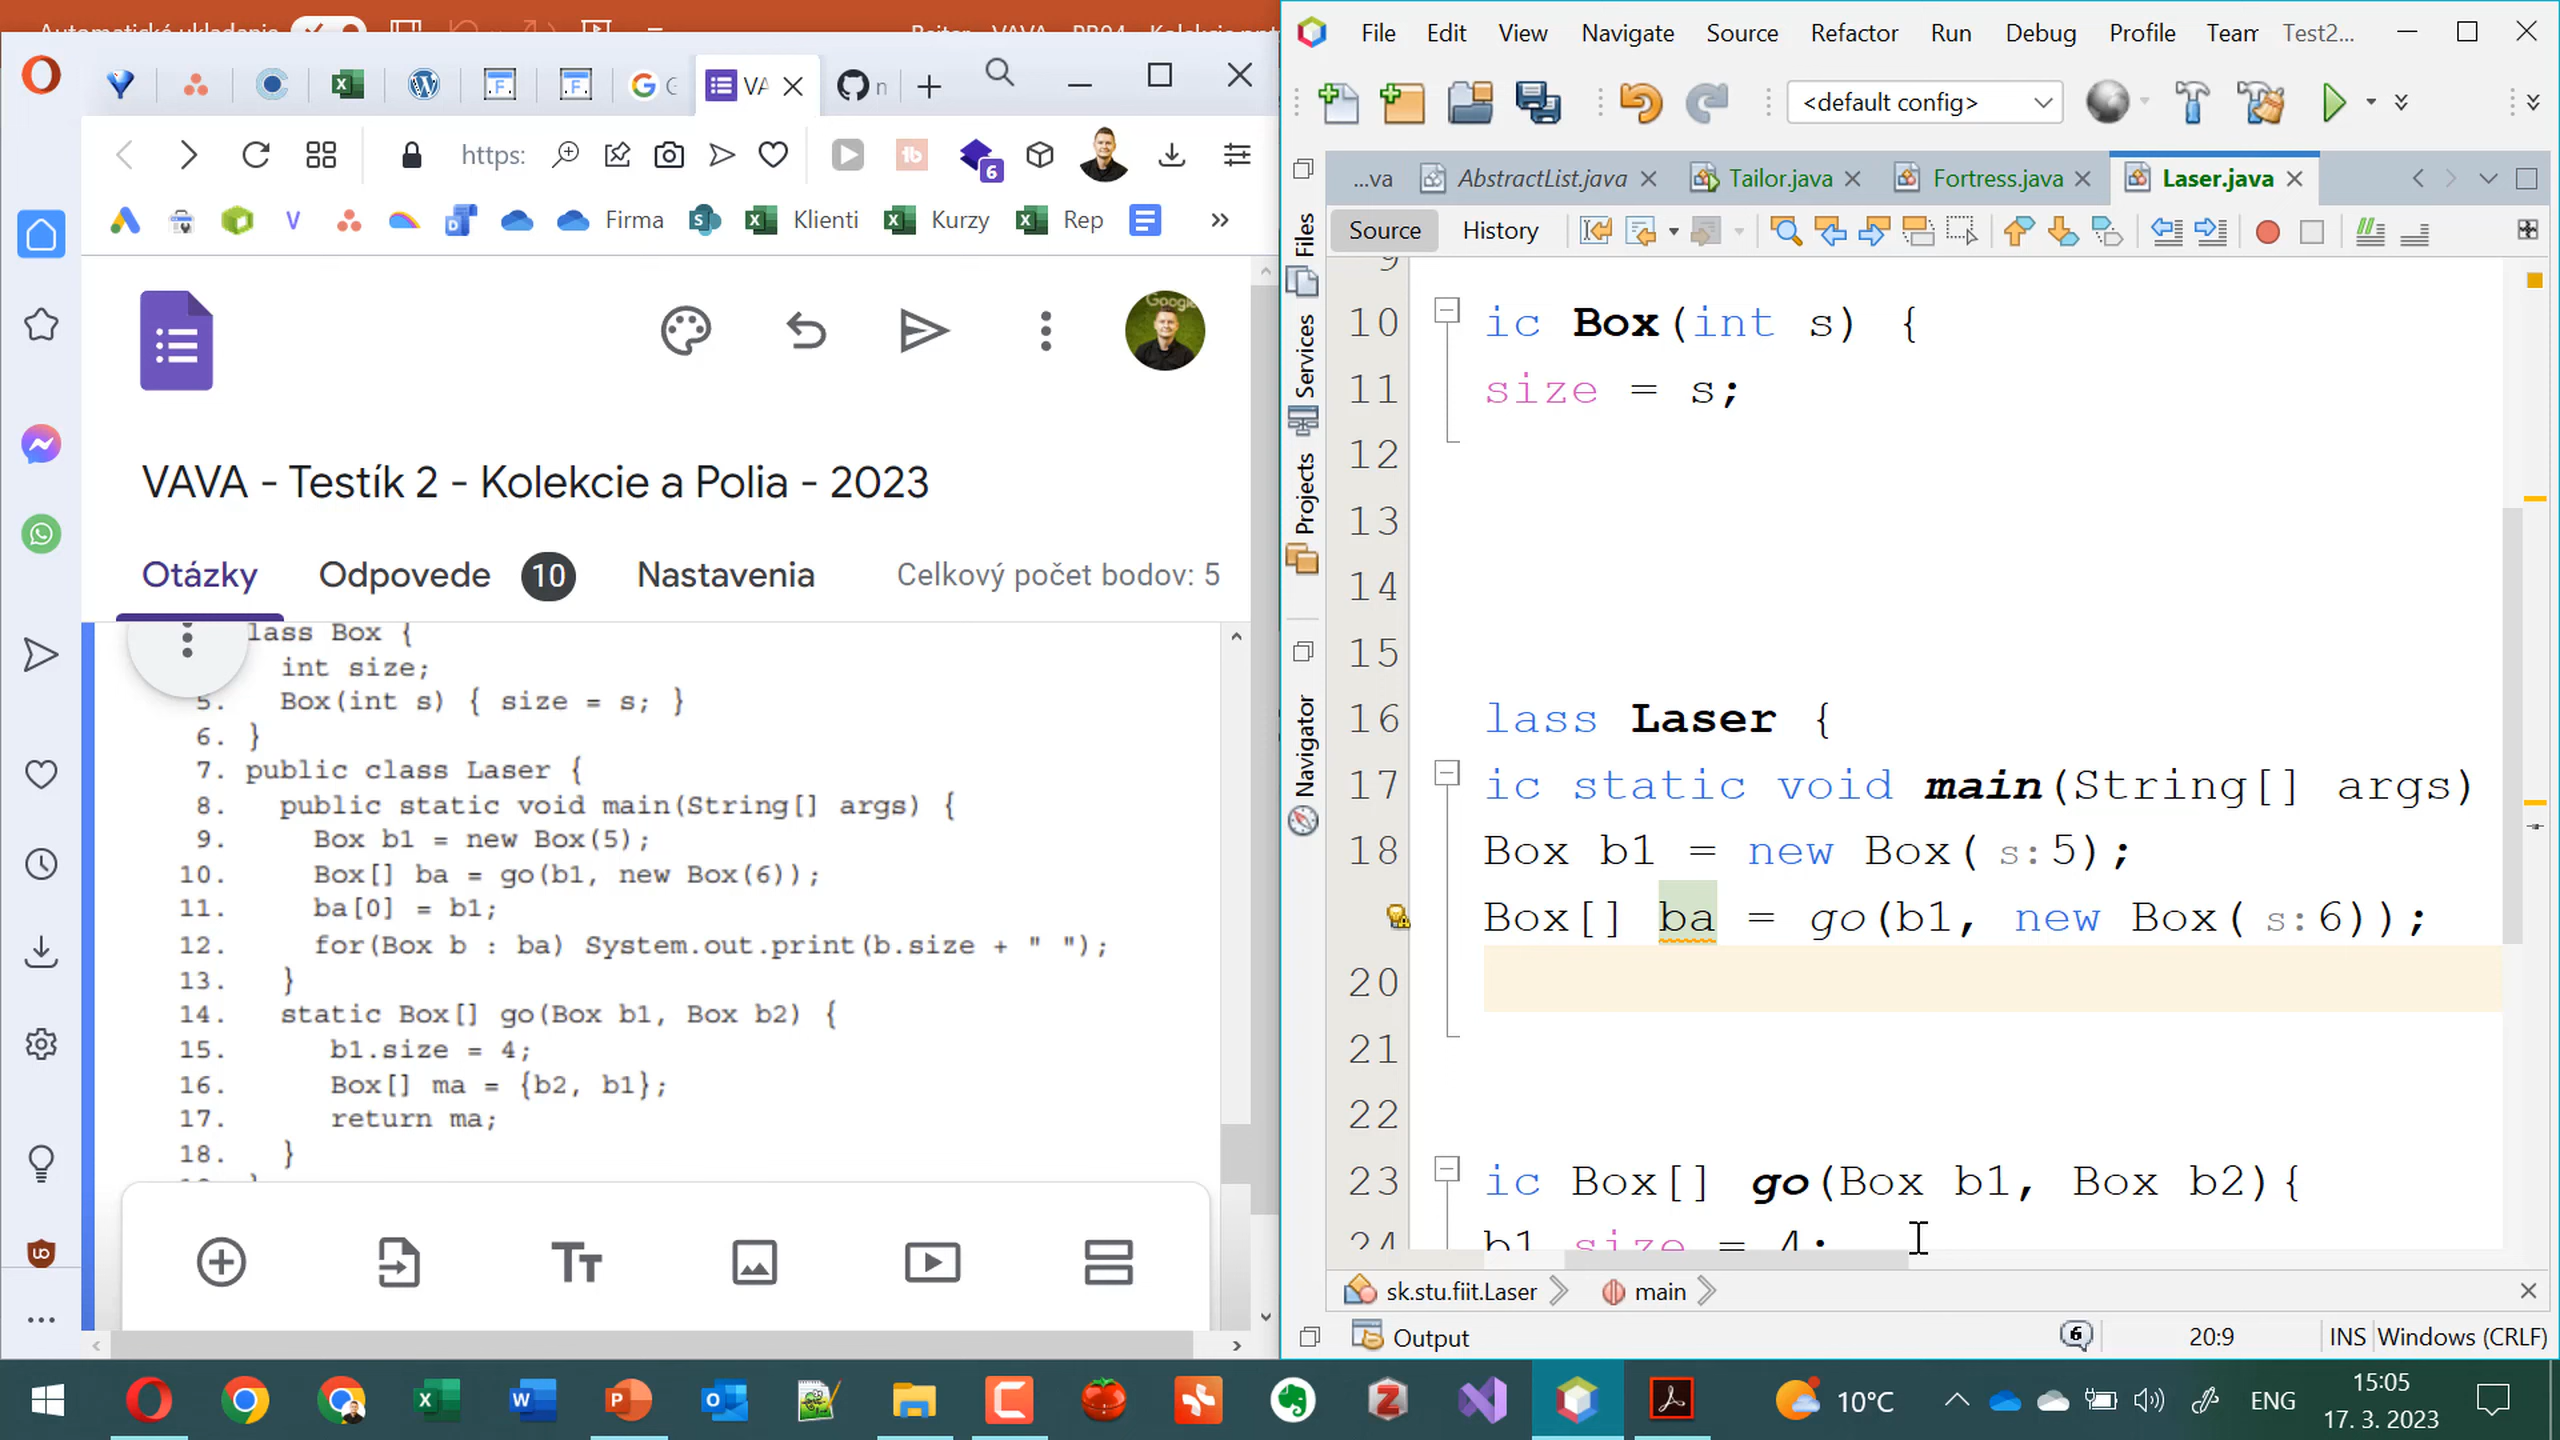 File Edit View Navigate Source Refactor Run Debug Profile Team Test2...
<default config>
https:
Firma Klienti Kurzy Rep »
6
...va AbstractList.java Tailor.java Fortress.java Laser.java
Source History
Files
Services
Projects
Navigator
VAVA - Testík 2 - Kolekcie a Polia - 2023
Otázky Odpovede 10 Nastavenia Celkový počet bodov: 5
lass Box {
int size;
5. Box(int s) { size = s; }
6. }
7. public class Laser {
8. public static void main(String[] args) {
9. Box b1 = new Box(5);
10. Box[] ba = go(b1, new Box(6));
11. ba[0] = b1;
12. for(Box b : ba) System.out.print(b.size + " ");
13. }
14. static Box[] go(Box b1, Box b2) {
15. b1.size = 4;
16. Box[] ma = {b2, b1};
17. return ma;
18. }
9
10 ic Box(int s) {
11 size = s;
12
13
14
15
16 lass Laser {
17 ic static void main(String[] args)
18 Box b1 = new Box( s: 5);
Box[] ba = go(b1, new Box( s: 6));
20
21
22
23 ic Box[] go(Box b1, Box b2){
24 b1 size = 4;
sk.stu.fiit.Laser main
Output 6 20:9 INS Windows (CRLF)
10°C ENG 15:05
17. 3. 2023